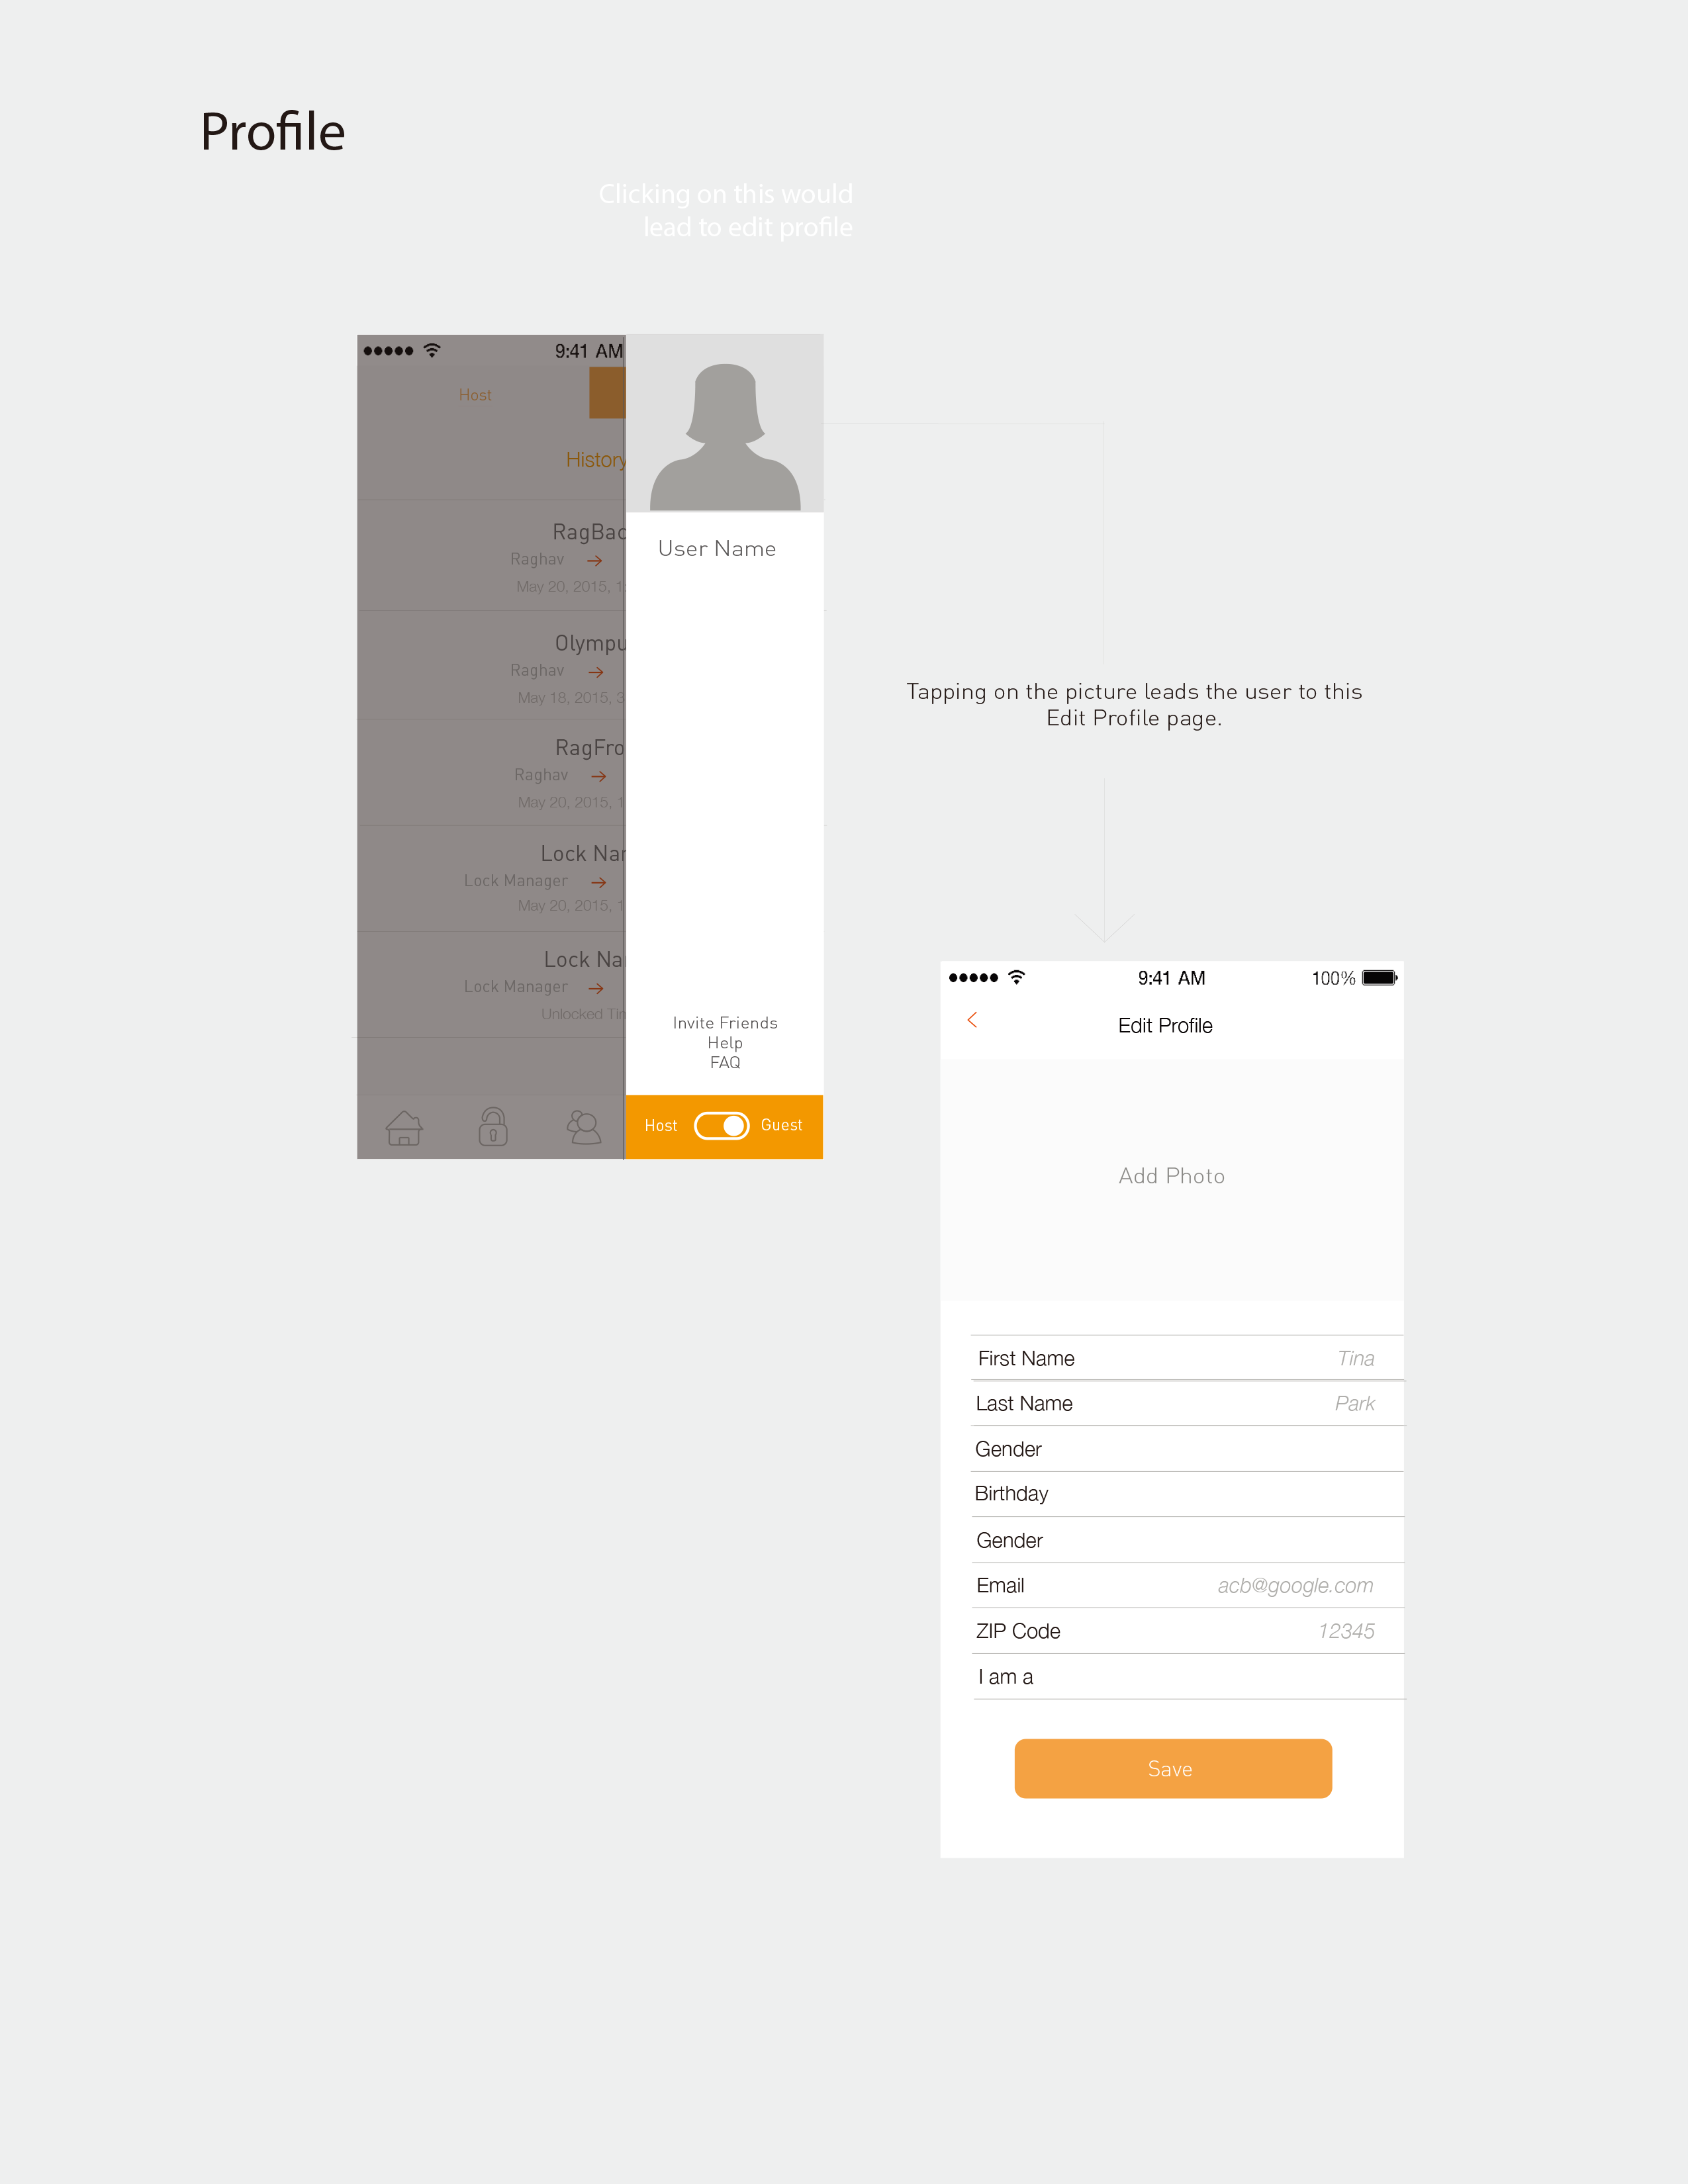 Profile
Clicking on this would
lead to edit profile
9:41 AM
Host
History
RagBac
Raghav
May 20, 2015, 1
Olympu
Raghav
May 18, 2015, 3
RagFro
Raghav
May 20, 2015, 1
Lock Nar
Lock Manager
May 20, 2015, 1
Lock Na
Lock Manager
Unlocked Ti
User Name
Invite Friends
Help
FAQ
Host
Guest
Tapping on the picture leads the user to this
Edit Profile page.
9:41 AM
100%
Edit Profile
Add Photo
First Name Tina
Last Name Park
Gender
Birthday
Gender
Email acb@google.com
ZIP Code 12345
I am a
Save